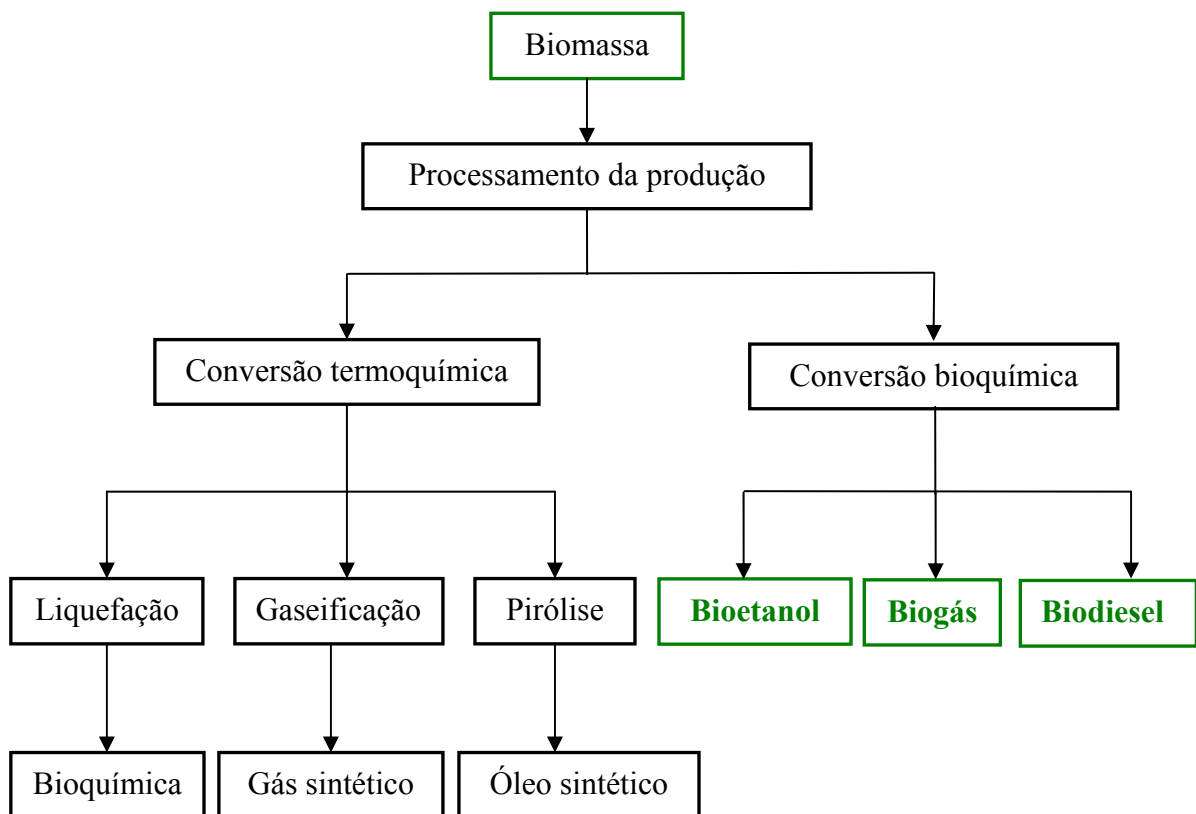 Biomassa
Processamento da produção
Conversão termoquímica
Conversão bioquímica
Liquefação
Gaseificação
Pirólise
Bioetanol
Biogás
Biodiesel
Bioquímica
Gás sintético
Óleo sintético